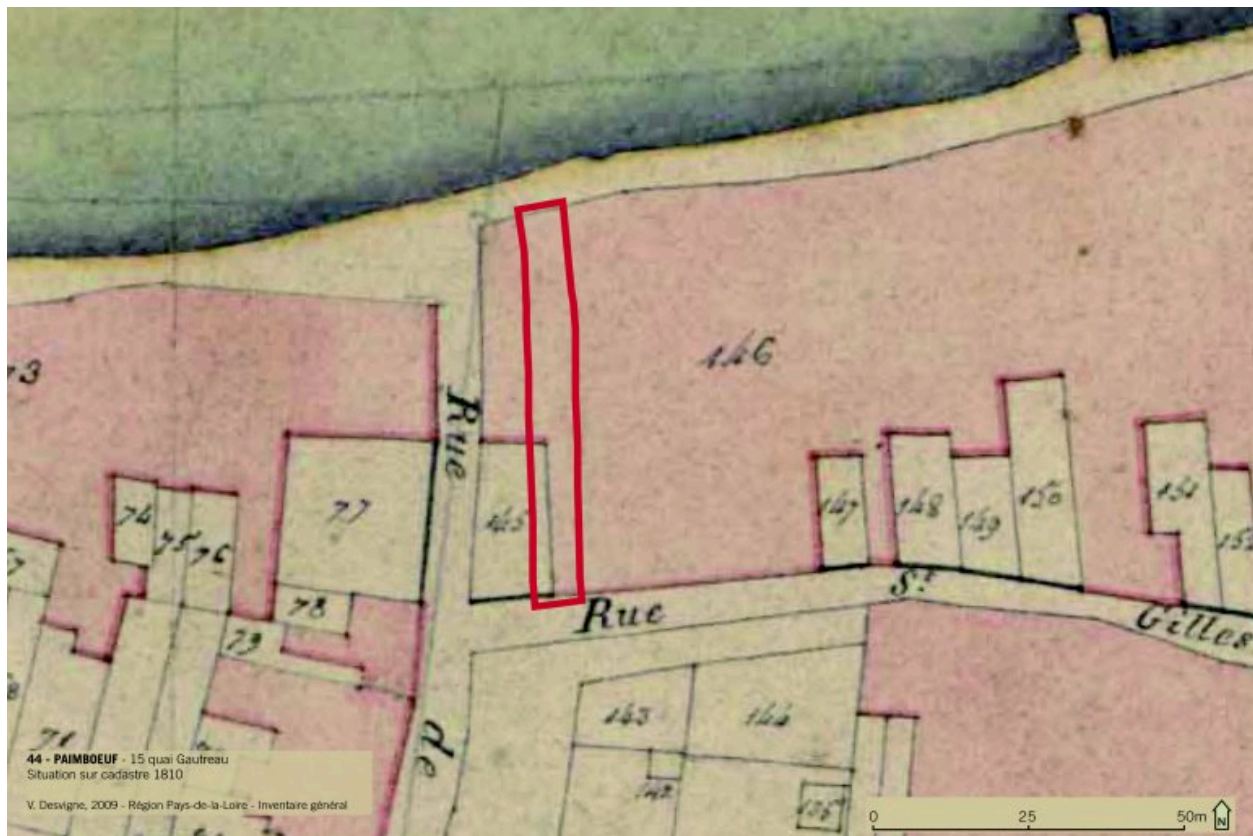 146
73
Rue
77
145
147
148
149
150
151
74
75
76
78
79
Rue
St
Gilles
143
144
142
de
71
44 - PAIMBOEUF - 15 quai Gautreau
Situation sur cadastre 1810
V. Desvigne, 2009 - Région Pays-de-la-Loire - Inventaire général
0 25 50m
N